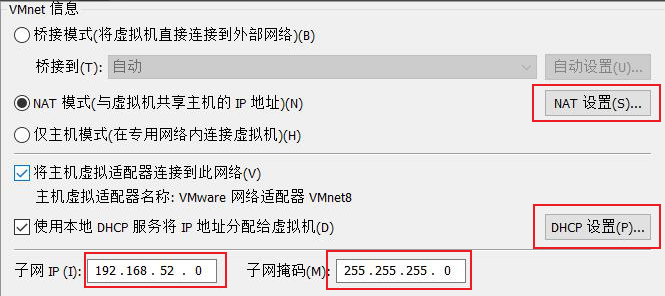 VMnet 信息
桥接模式(将虚拟机直接连接到外部网络)(B)
桥接到(T): 自动 自动设置(U)...
NAT 模式(与虚拟机共享主机的 IP 地址)(N) NAT 设置(S)...
仅主机模式(在专用网络内连接虚拟机)(H)
将主机虚拟适配器连接到此网络(V)
主机虚拟适配器名称: VMware 网络适配器 VMnet8
使用本地 DHCP 服务将 IP 地址分配给虚拟机(D) DHCP 设置(P)...
子网 IP (I): 192 . 168 . 52 . 0 子网掩码(M): 255 . 255 . 255 . 0